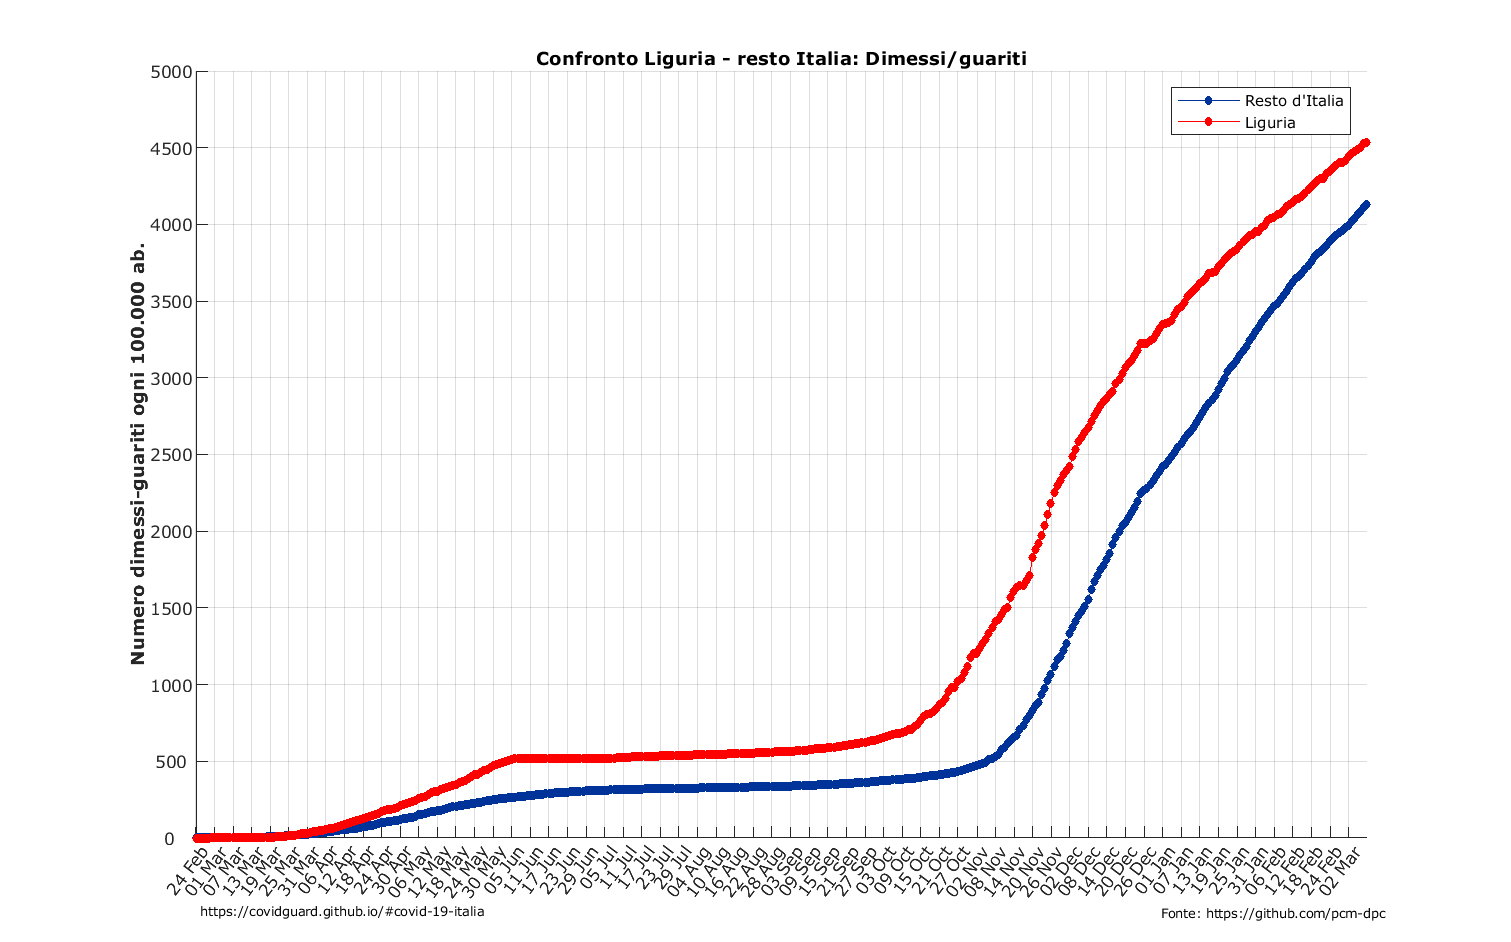 Confronto Liguria - resto Italia: Dimessi/guariti
Numero dimessi-guariti ogni 100.000 ab.
5000
4500
4000
3500
3000
2500
2000
1500
1000
500
0
Resto d'Italia
Liguria
24 Feb
01 Mar
07 Mar
13 Mar
19 Mar
25 Mar
31 Mar
06 Apr
12 Apr
18 Apr
24 Apr
30 Apr
06 May
12 May
18 May
24 May
30 May
05 Jun
11 Jun
17 Jun
23 Jun
29 Jun
05 Jul
11 Jul
17 Jul
23 Jul
29 Jul
04 Aug
10 Aug
16 Aug
22 Aug
28 Aug
03 Sep
09 Sep
15 Sep
21 Sep
27 Sep
03 Oct
09 Oct
15 Oct
21 Oct
27 Oct
02 Nov
08 Nov
14 Nov
20 Nov
26 Nov
02 Dec
08 Dec
14 Dec
20 Dec
26 Dec
01 Jan
07 Jan
13 Jan
19 Jan
25 Jan
31 Jan
06 Feb
12 Feb
18 Feb
24 Feb
02 Mar
https://covidguard.github.io/#covid-19-italia
Fonte: https://github.com/pcm-dpc